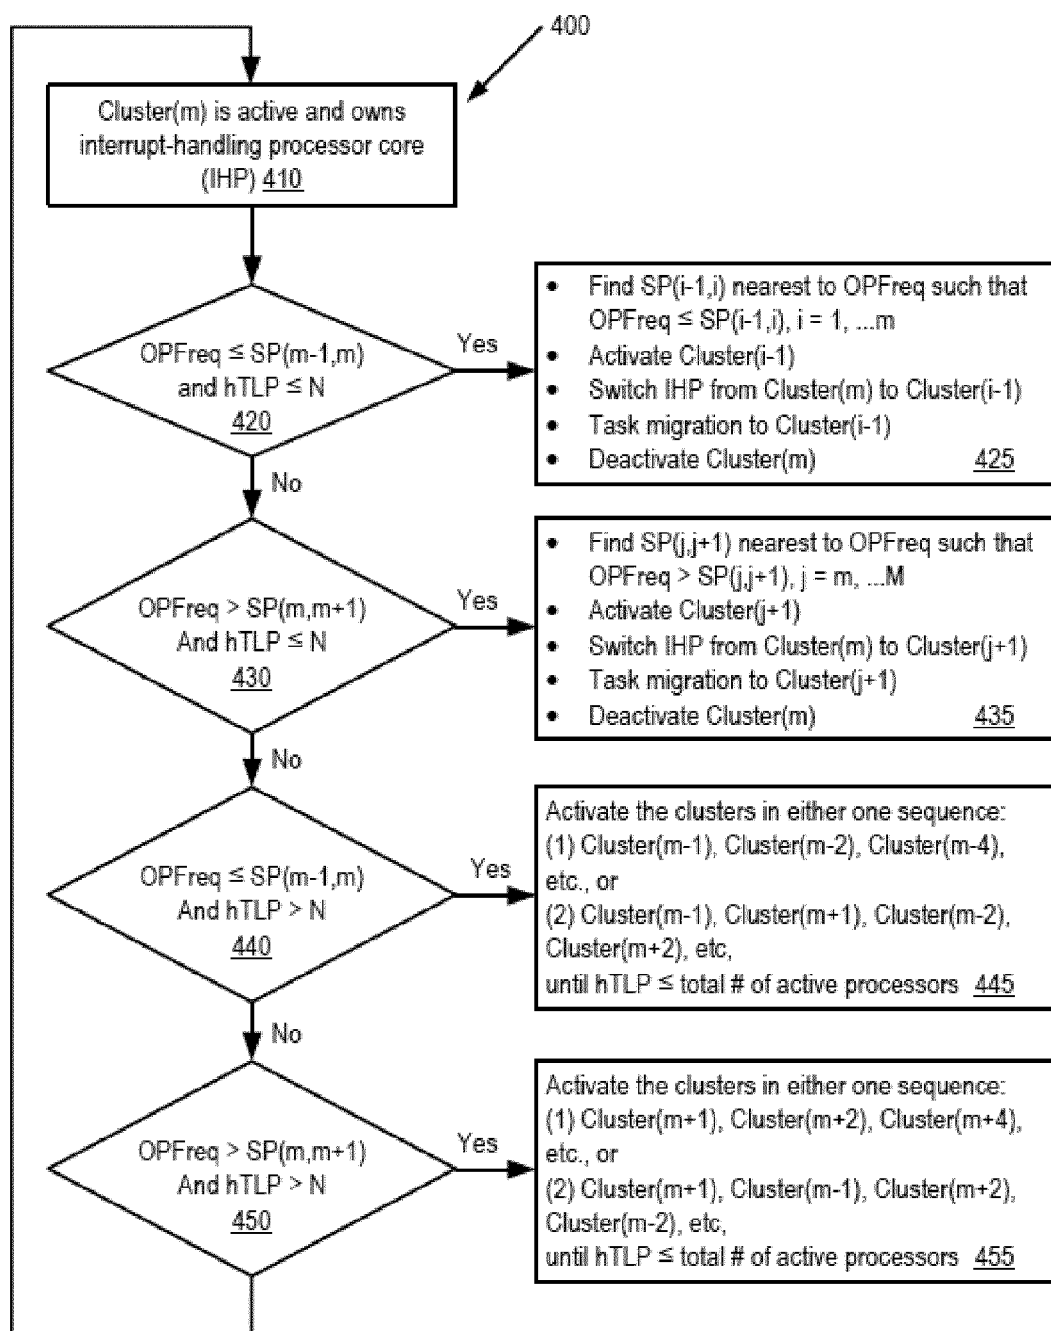 400
Cluster(m) is active and owns
interrupt-handling processor core
(IHP) 410
OPFreq ≤ SP(m-1,m)
and hTLP ≤ N
420
Yes
• Find SP(i-1,i) nearest to OPFreq such that
OPFreq ≤ SP(i-1,i), i = 1, ...m
• Activate Cluster(i-1)
• Switch IHP from Cluster(m) to Cluster(i-1)
• Task migration to Cluster(i-1)
• Deactivate Cluster(m) 425
No
OPFreq > SP(m,m+1)
And hTLP ≤ N
430
Yes
• Find SP(j,j+1) nearest to OPFreq such that
OPFreq > SP(j,j+1), j = m, ...M
• Activate Cluster(j+1)
• Switch IHP from Cluster(m) to Cluster(j+1)
• Task migration to Cluster(j+1)
• Deactivate Cluster(m) 435
No
OPFreq ≤ SP(m-1,m)
And hTLP > N
440
Yes
Activate the clusters in either one sequence:
(1) Cluster(m-1), Cluster(m-2), Cluster(m-4),
etc., or
(2) Cluster(m-1), Cluster(m+1), Cluster(m-2),
Cluster(m+2), etc,
until hTLP ≤ total # of active processors 445
No
OPFreq > SP(m,m+1)
And hTLP > N
450
Yes
Activate the clusters in either one sequence:
(1) Cluster(m+1), Cluster(m+2), Cluster(m+4),
etc., or
(2) Cluster(m+1), Cluster(m-1), Cluster(m+2),
Cluster(m-2), etc,
until hTLP ≤ total # of active processors 455